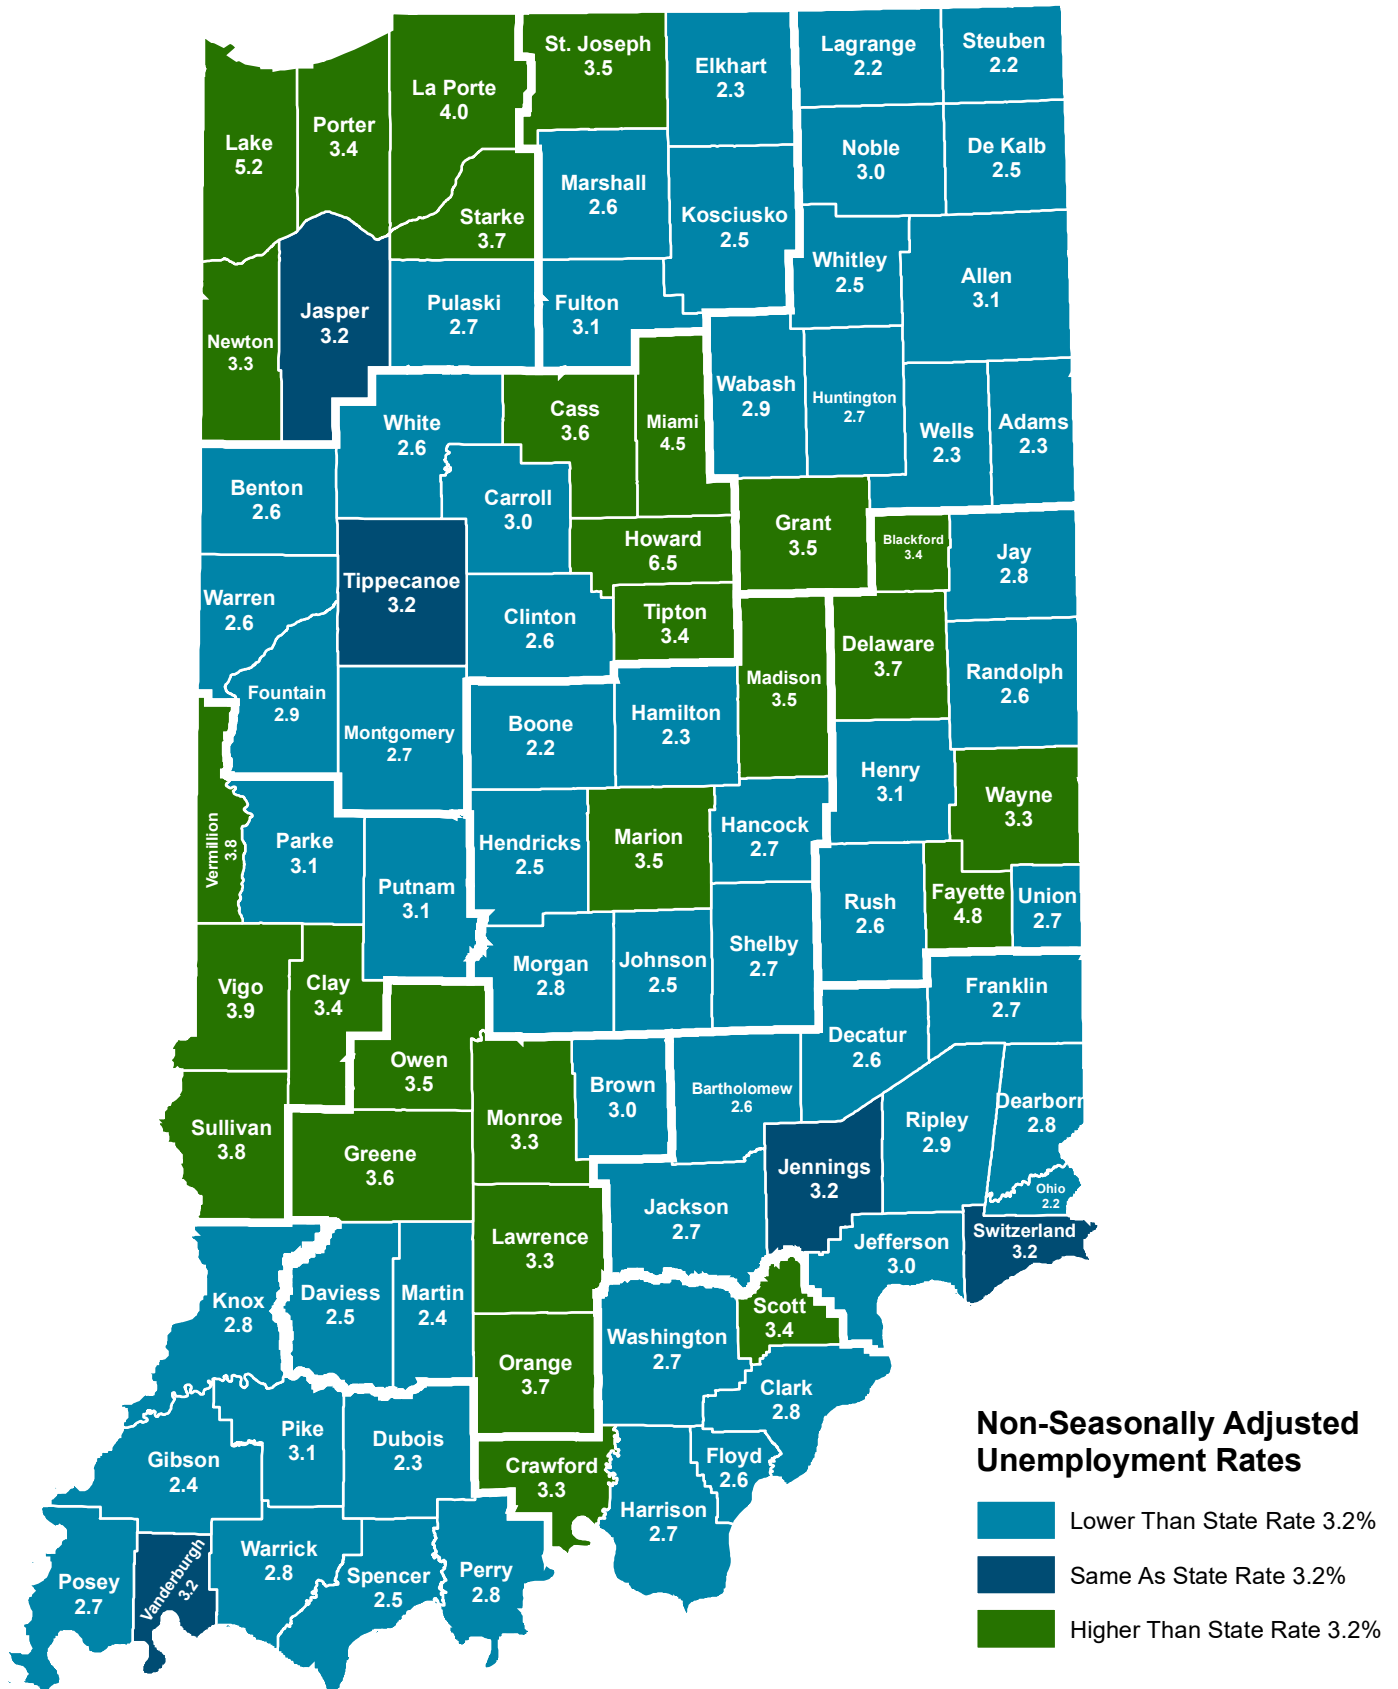 St. Joseph
3.5
Elkhart
2.3
Lagrange
2.2
Steuben
2.2
La Porte
4.0
Porter
3.4
Lake
5.2
Noble
3.0
De Kalb
2.5
Marshall
2.6
Kosciusko
2.5
Starke
3.7
Whitley
2.5
Allen
3.1
Jasper
3.2
Pulaski
2.7
Fulton
3.1
Newton
3.3
Wabash
2.9
Huntington
2.7
Wells
2.3
Adams
2.3
White
2.6
Cass
3.6
Miami
4.5
Benton
2.6
Carroll
3.0
Grant
3.5
Blackford
3.4
Jay
2.8
Howard
6.5
Tippecanoe
3.2
Warren
2.6
Clinton
2.6
Tipton
3.4
Delaware
3.7
Randolph
2.6
Madison
3.5
Fountain
2.9
Montgomery
2.7
Boone
2.2
Hamilton
2.3
Henry
3.1
Wayne
3.3
Vermillion
3.8
Parke
3.1
Hendricks
2.5
Marion
3.5
Hancock
2.7
Putnam
3.1
Rush
2.6
Fayette
4.8
Union
2.7
Morgan
2.8
Johnson
2.5
Shelby
2.7
Vigo
3.9
Clay
3.4
Franklin
2.7
Owen
3.5
Decatur
2.6
Brown
3.0
Bartholomew
2.6
Sullivan
3.8
Monroe
3.3
Ripley
2.9
Dearborn
2.8
Greene
3.6
Jennings
3.2
Ohio
2.2
Jackson
2.7
Lawrence
3.3
Jefferson
3.0
Switzerland
3.2
Knox
2.8
Daviess
2.5
Martin
2.4
Scott
3.4
Washington
2.7
Orange
3.7
Clark
2.8
Pike
3.1
Dubois
2.3
Gibson
2.4
Crawford
3.3
Floyd
2.6
Harrison
2.7
Posey
2.7
Vanderburgh
3.2
Warrick
2.8
Spencer
2.5
Perry
2.8
Non-Seasonally Adjusted
Unemployment Rates
Lower Than State Rate 3.2%
Same As State Rate 3.2%
Higher Than State Rate 3.2%